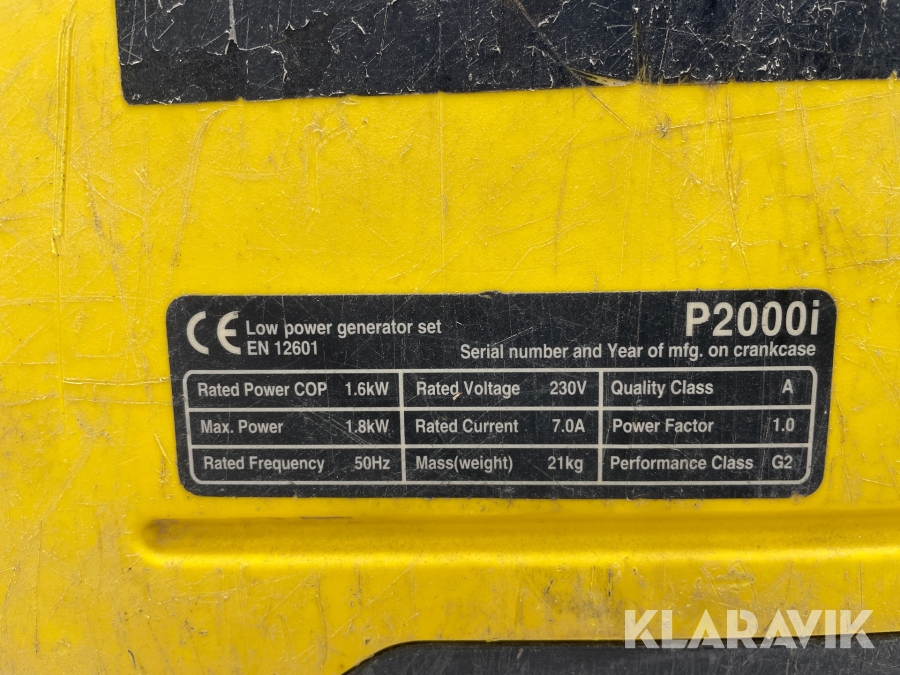 P2000i
CE Low power generator set
EN 12601
Serial number and Year of mfg. on crankcase
Rated Power COP 1.6kW Rated Voltage 230V Quality Class A
Max. Power 1.8kW Rated Current 7.0A Power Factor 1.0
Rated Frequency 50Hz Mass(weight) 21kg Performance Class G2
KLARAVIK